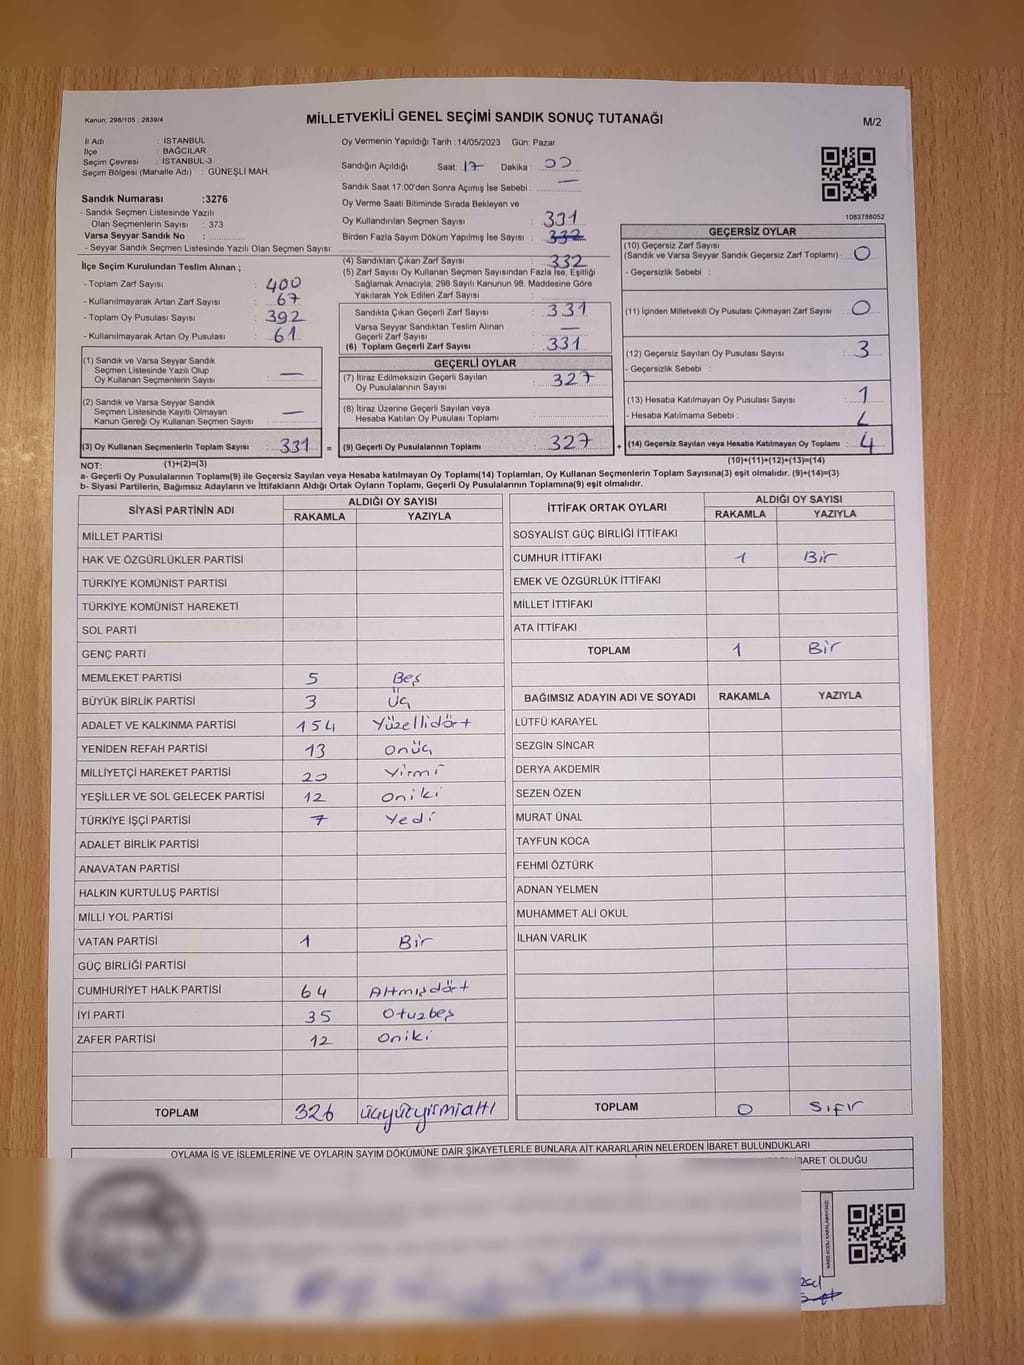 Kanun; 298/105 , 2839/4
MİLLETVEKİLİ GENEL SEÇİMİ SANDIK SONUÇ TUTANAĞI
M/2
İl Adı : İSTANBUL
İlçe : BAĞCILAR
Seçim Çevresi : İSTANBUL-3
Seçim Bölgesi (Mahalle Adı) : GÜNEŞLİ MAH.
Oy Vermenin Yapıldığı Tarih :14/05/2023 Gün: Pazar
Sandığın Açıldığı Saat: 17 Dakika : 00
Sandık Saat 17:00'den Sonra Açımış İse Sebebi : —
Oy Verme Saati Bitiminde Sırada Bekleyen ve
Oy Kullandırılan Seçmen Sayısı : 331
Birden Fazla Sayım Döküm Yapılmış İse Sayısı : 332
1083788052
Sandık Numarası :3276
- Sandık Seçmen Listesinde Yazılı
Olan Seçmenlerin Sayısı : 373
Varsa Seyyar Sandık No :
- Seyyar Sandık Seçmen Listesinde Yazılı Olan Seçmen Sayısı:
İlçe Seçim Kurulundan Teslim Alınan ;
- Toplam Zarf Sayısı : 400
- Kullanılmayarak Artan Zarf Sayısı : 67
- Toplam Oy Pusulası Sayısı : 392
- Kullanılmayarak Artan Oy Pusulası : 61
(1) Sandık ve Varsa Seyyar Sandık
Seçmen Listesinde Yazılı Olup
Oy Kullanan Seçmenlerin Sayısı : —
(2) Sandık ve Varsa Seyyar Sandık
Seçmen Listesinde Kayıtlı Olmayan
Kanun Gereği Oy Kullanan Seçmen Sayısı : —
(3) Oy Kullanan Seçmenlerin Toplam Sayısı : 331 =
(4) Sandıktan Çıkan Zarf Sayısı : 332
(5) Zarf Sayısı Oy Kullanan Seçmen Sayısından Fazla İse, Eşitliği
Sağlamak Amacıyla; 298 Sayılı Kanunun 98. Maddesine Göre
Yakılarak Yok Edilen Zarf Sayısı :
Sandıkta Çıkan Geçerli Zarf Sayısı : 331
Varsa Seyyar Sandıktan Teslim Alınan
Geçerli Zarf Sayısı : —
(6) Toplam Geçerli Zarf Sayısı : 331
GEÇERLİ OYLAR
(7) İtiraz Edilmeksizin Geçerli Sayılan
Oy Pusulalarının Sayısı : 327
(8) İtiraz Üzerine Geçerli Sayılan veya
Hesaba Katılan Oy Pusulası Toplamı :
(9) Geçerli Oy Pusulalarının Toplamı : 327 +
GEÇERSİZ OYLAR
(10) Geçersiz Zarf Sayısı
(Sandık ve Varsa Seyyar Sandık Geçersiz Zarf Toplamı) : 0
- Geçersizlik Sebebi :
(11) İçinden Milletvekili Oy Pusulası Çıkmayan Zarf Sayısı : 0
(12) Geçersiz Sayılan Oy Pusulası Sayısı : 3
- Geçersizlik Sebebi :
(13) Hesaba Katılmayan Oy Pusulası Sayısı : 1
- Hesaba Katılmama Sebebi :
(14) Geçersiz Sayılan veya Hesaba Katılmayan Oy Toplamı : 4
NOT: (1)+(2)=(3)
(10)+(11)+(12)+(13)=(14)
a- Geçerli Oy Pusulalarının Toplamı(9) ile Geçersiz Sayılan veya Hesaba katılmayan Oy Toplamı(14) Toplamları, Oy Kullanan Seçmenlerin Toplam Sayısına(3) eşit olmalıdır. (9)+(14)=(3)
b- Siyasi Partilerin, Bağımsız Adayların ve İttifakların Aldığı Ortak Oyların Toplamı, Geçerli Oy Pusulalarının Toplamına(9) eşit olmalıdır.
SİYASİ PARTİNİN ADI
ALDIĞI OY SAYISI
RAKAMLA YAZIYLA
MİLLET PARTİSİ
HAK VE ÖZGÜRLÜKLER PARTİSİ
TÜRKİYE KOMÜNİST PARTİSİ
TÜRKİYE KOMÜNİST HAREKETİ
SOL PARTİ
GENÇ PARTİ
MEMLEKET PARTİSİ 5 Beş
BÜYÜK BİRLİK PARTİSİ 3 Üç
ADALET VE KALKINMA PARTİSİ 154 Yüzellidört
YENİDEN REFAH PARTİSİ 13 onüç
MİLLİYETÇİ HAREKET PARTİSİ 20 Yirmi
YEŞİLLER VE SOL GELECEK PARTİSİ 12 oniki
TÜRKİYE İŞÇİ PARTİSİ 7 Yedi
ADALET BİRLİK PARTİSİ
ANAVATAN PARTİSİ
HALKIN KURTULUŞ PARTİSİ
MİLLİ YOL PARTİSİ
VATAN PARTİSİ 1 Bir
GÜÇ BİRLİĞİ PARTİSİ
CUMHURİYET HALK PARTİSİ 64 Altmışdört
İYİ PARTİ 35 Otuzbeş
ZAFER PARTİSİ 12 oniki
TOPLAM 326 üçyüzyirmialtı
İTTİFAK ORTAK OYLARI
ALDIĞI OY SAYISI
RAKAMLA YAZIYLA
SOSYALİST GÜÇ BİRLİĞİ İTTİFAKI
CUMHUR İTTİFAKI 1 Bir
EMEK VE ÖZGÜRLÜK İTTİFAKI
MİLLET İTTİFAKI
ATA İTTİFAKI
TOPLAM 1 Bir
BAĞIMSIZ ADAYIN ADI VE SOYADI RAKAMLA YAZIYLA
LÜTFÜ KARAYEL
SEZGİN SİNCAR
DERYA AKDEMİR
SEZEN ÖZEN
MURAT ÜNAL
TAYFUN KOCA
FEHMİ ÖZTÜRK
ADNAN YELMEN
MUHAMMET ALİ OKUL
İLHAN VARLIK
TOPLAM 0 Sıfır
OYLAMA İŞ VE İŞLEMLERİNE VE OYLARIN SAYIM DÖKÜMÜNE DAİR ŞİKAYETLERLE BUNLARA AİT KARARLARIN NELERDEN İBARET BULUNDUKLARI
BARET OLDUĞU